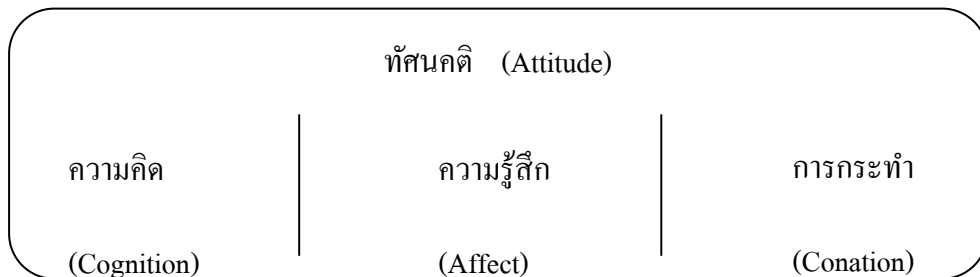 ทัศนคติ (Attitude)
ความคิด ความรู้สึก การกระทำ
(Cognition) (Affect) (Conation)